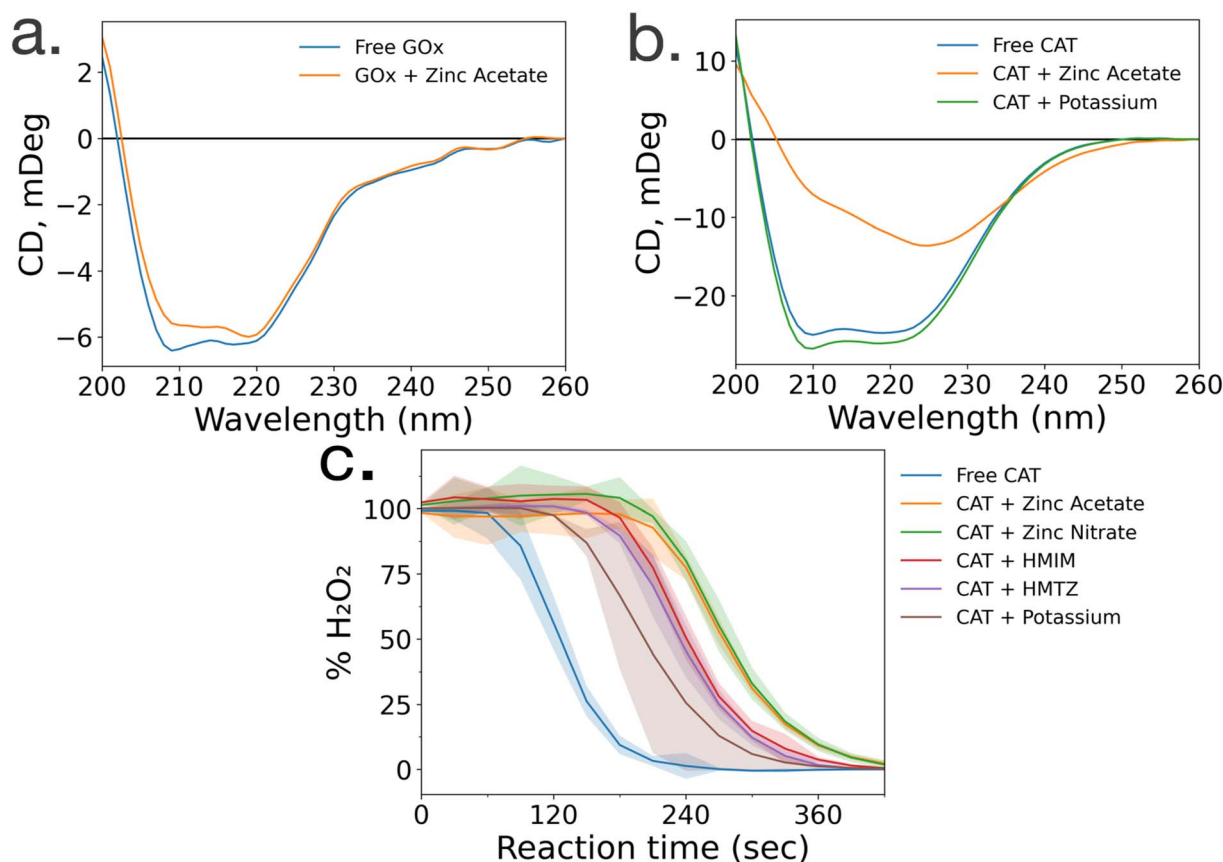 a.
Free GOx
GOx + Zinc Acetate
CD, mDeg
2
0
−2
−4
−6
200 210 220 230 240 250 260
Wavelength (nm)
b.
Free CAT
CAT + Zinc Acetate
CAT + Potassium
CD, mDeg
10
0
−10
−20
200 210 220 230 240 250 260
Wavelength (nm)
c.
Free CAT
CAT + Zinc Acetate
CAT + Zinc Nitrate
CAT + HMIM
CAT + HMTZ
CAT + Potassium
% H₂O₂
100
75
50
25
0
0 120 240 360
Reaction time (sec)